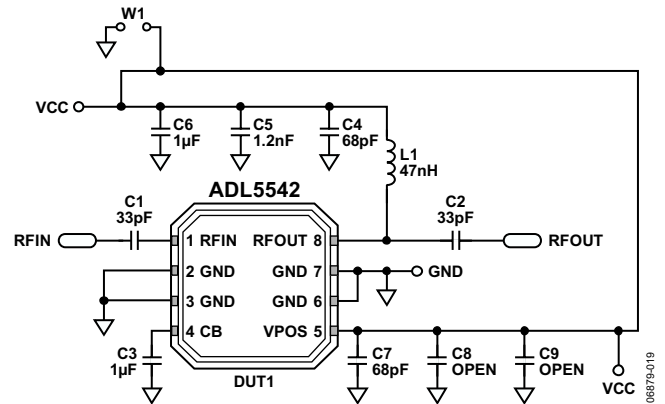 W1
VCC
C6
1µF
C5
1.2nF
C4
68pF
L1
47nH
ADL5542
C1
33pF
C2
33pF
RFIN
1 RFIN
RFOUT 8
RFOUT
2 GND
GND 7
GND
3 GND
GND 6
4 CB
VPOS 5
C3
1µF
C7
68pF
C8
OPEN
C9
OPEN
VCC
DUT1
06879-019